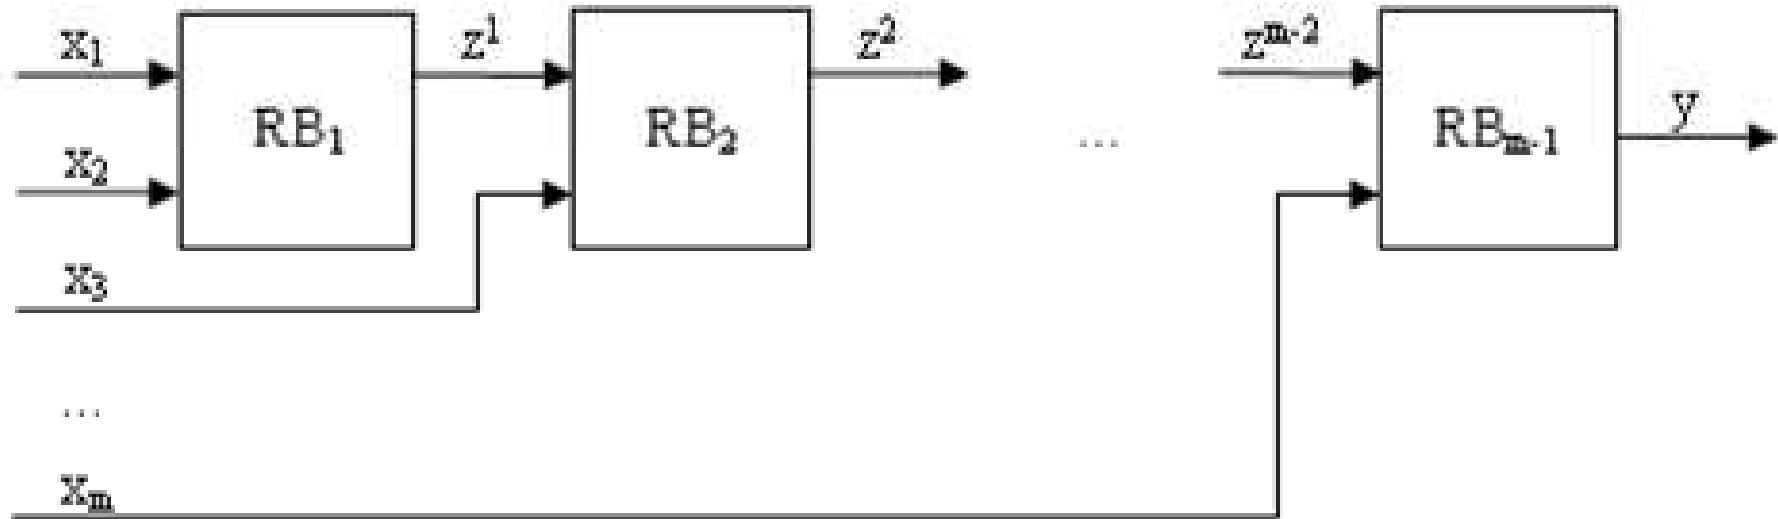 x₁ z¹ z² zᵐ⁻²
RB₁ RB₂ ... RBₘ₋₁ y
x₂
x₃
...
xₘ